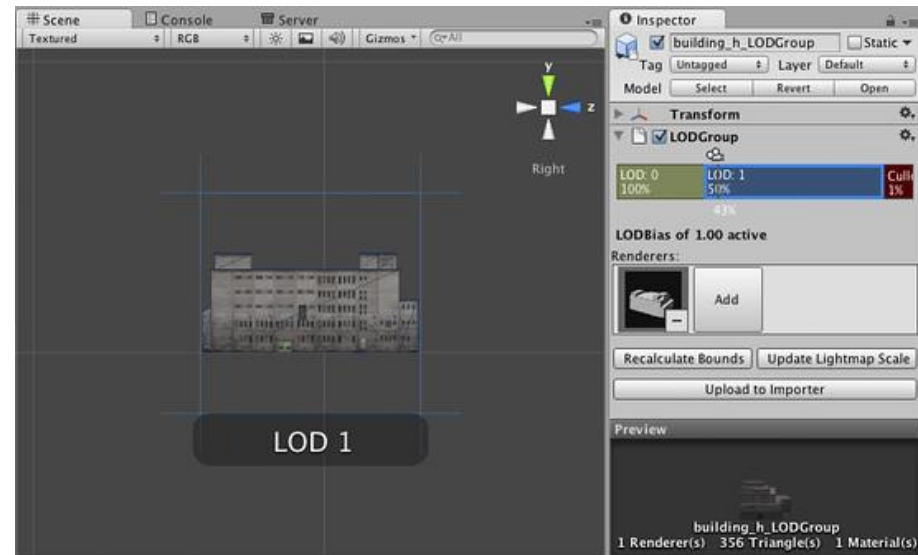 Scene Console Server
Textured RGB Gizmos All
y
z
Right
LOD 1
Inspector
building_h_LODGroup Static
Tag Untagged Layer Default
Model Select Revert Open
Transform
LODGroup
LOD: 0 LOD: 1 Culle
100% 50% 1%
43%
LODBias of 1.00 active
Renderers:
Add
Recalculate Bounds Update Lightmap Scale
Upload to Importer
Preview
building_h_LODGroup
1 Renderer(s) 356 Triangle(s) 1 Material(s)